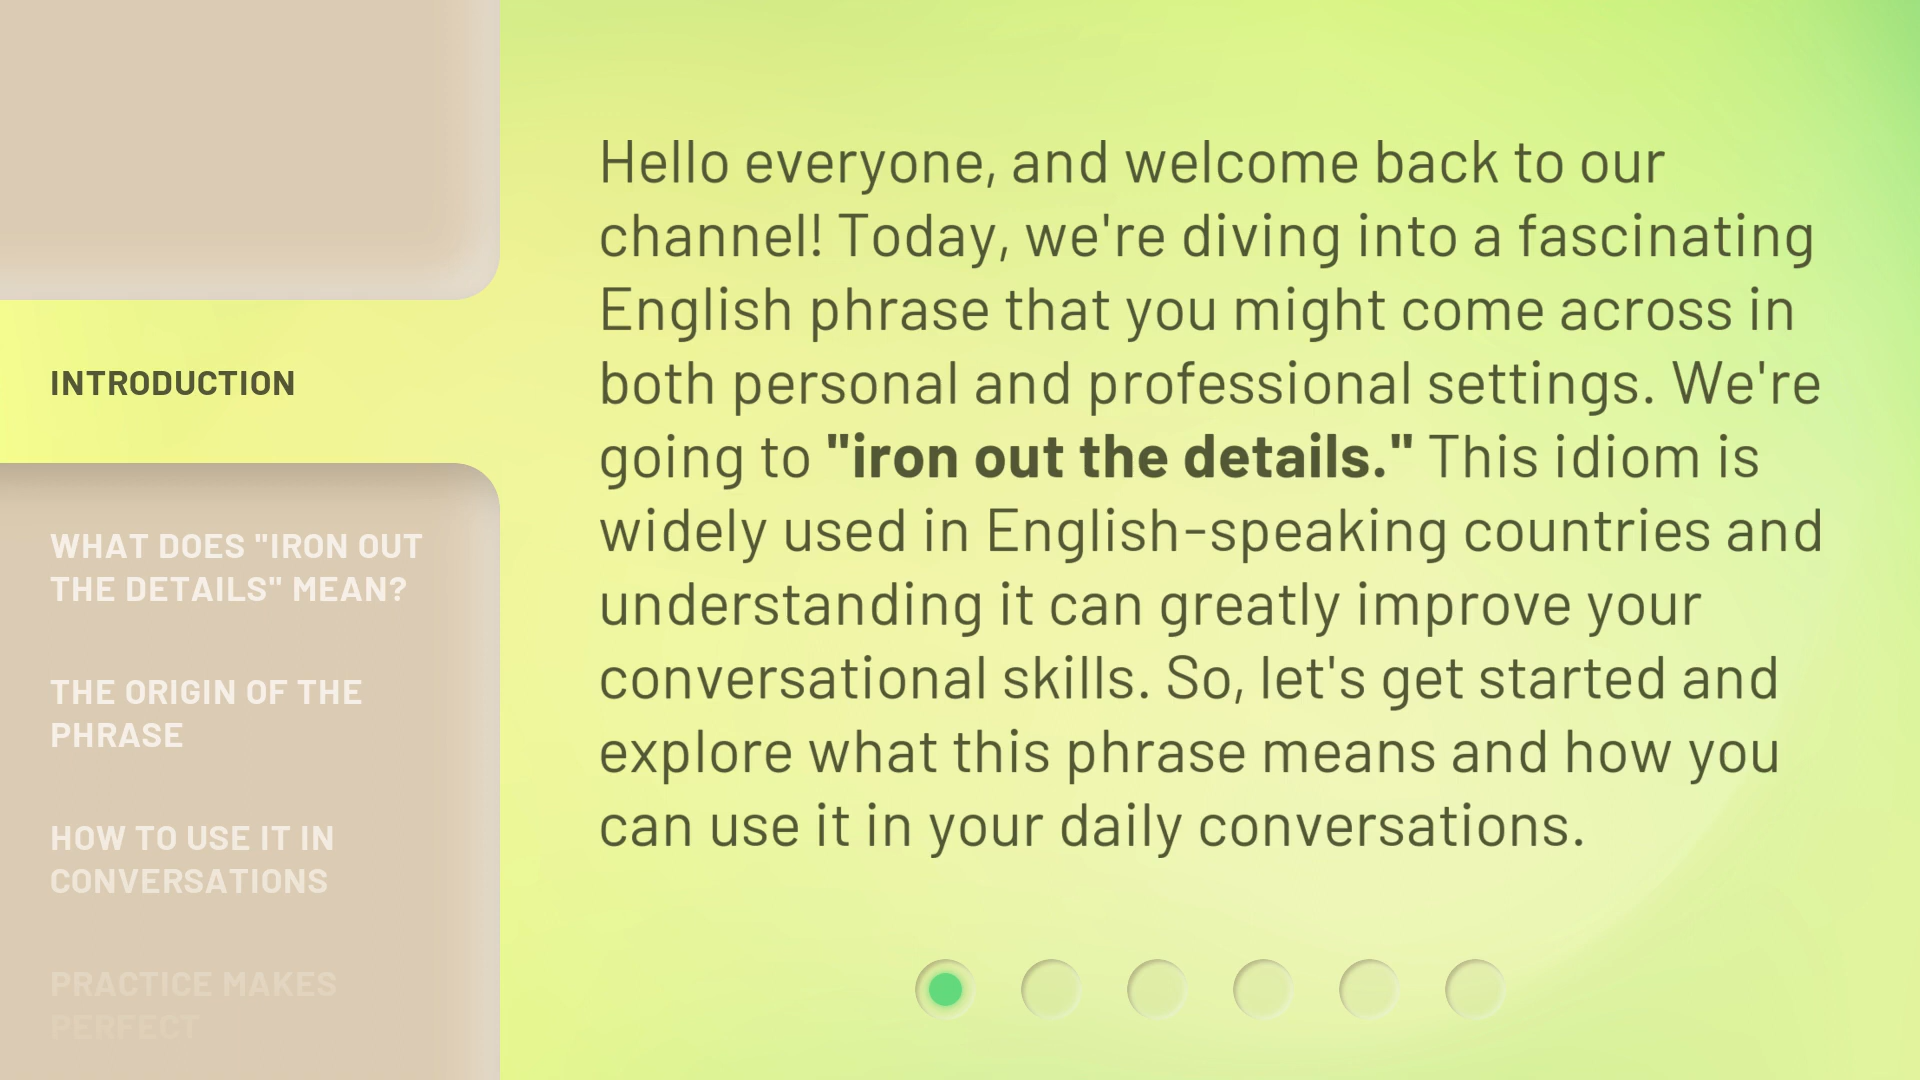 INTRODUCTION
WHAT DOES "IRON OUT
THE DETAILS" MEAN?
THE ORIGIN OF THE
PHRASE
HOW TO USE IT IN
CONVERSATIONS
PRACTICE MAKES
PERFECT
Hello everyone, and welcome back to our
channel! Today, we're diving into a fascinating
English phrase that you might come across in
both personal and professional settings. We're
going to "iron out the details." This idiom is
widely used in English-speaking countries and
understanding it can greatly improve your
conversational skills. So, let's get started and
explore what this phrase means and how you
can use it in your daily conversations.